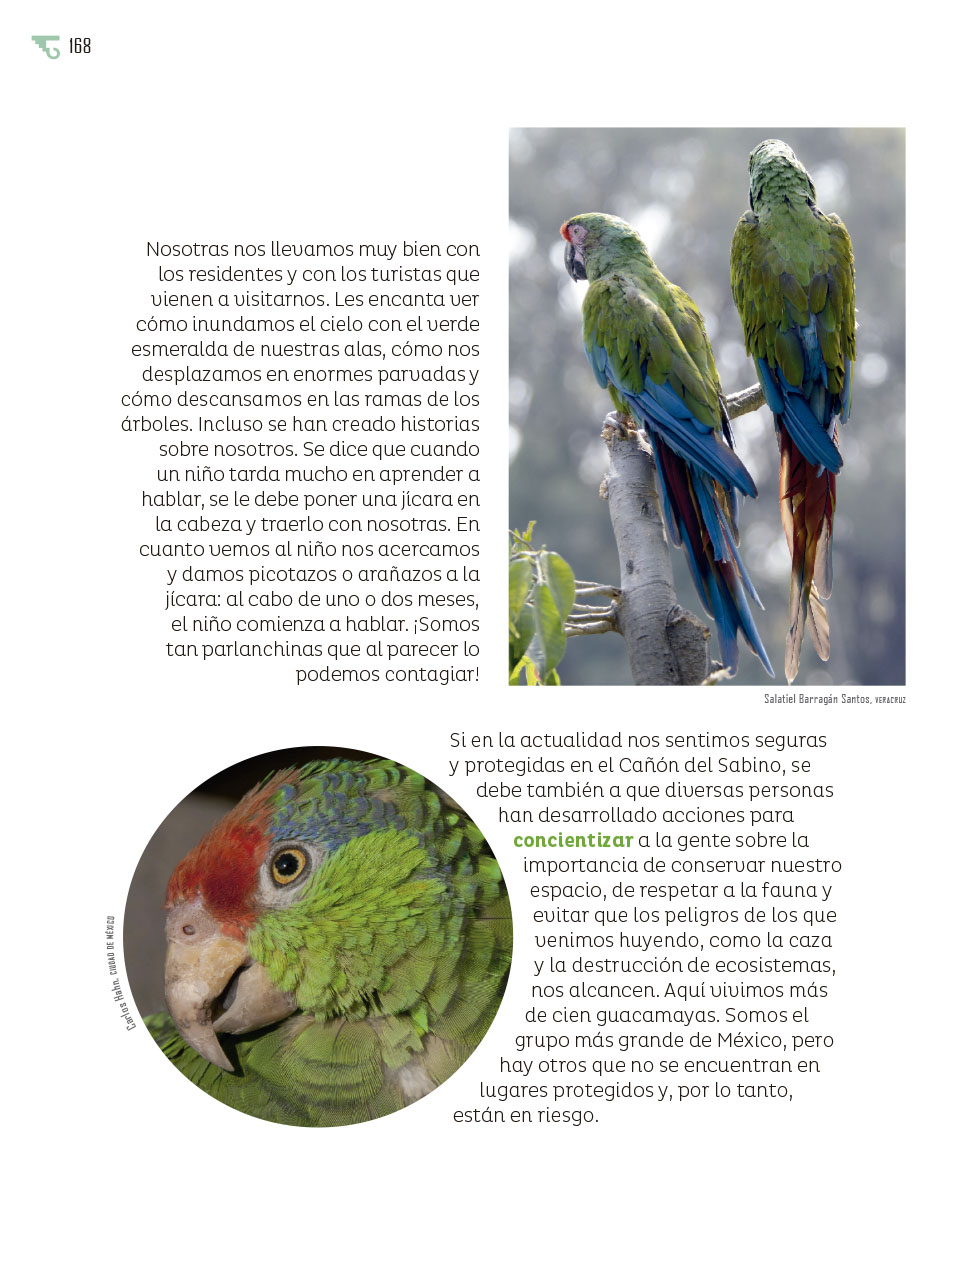 168
Nosotras nos llevamos muy bien con
los residentes y con los turistas que
vienen a visitarnos. Les encanta ver
cómo inundamos el cielo con el verde
esmeralda de nuestras alas, cómo nos
desplazamos en enormes parvadas y
cómo descansamos en las ramas de los
árboles. Incluso se han creado historias
sobre nosotros. Se dice que cuando
un niño tarda mucho en aprender a
hablar, se le debe poner una jícara en
la cabeza y traerlo con nosotras. En
cuanto vemos al niño nos acercamos
y damos picotazos o arañazos a la
jícara: al cabo de uno o dos meses,
el niño comienza a hablar. ¡Somos
tan parlanchinas que al parecer lo
podemos contagiar!
Salatiel Barragán Santos, VERACRUZ
Si en la actualidad nos sentimos seguras
y protegidas en el Cañón del Sabino, se
debe también a que diversas personas
han desarrollado acciones para
concientizar a la gente sobre la
importancia de conservar nuestro
espacio, de respetar a la fauna y
evitar que los peligros de los que
venimos huyendo, como la caza
y la destrucción de ecosistemas,
nos alcancen. Aquí vivimos más
de cien guacamayas. Somos el
grupo más grande de México, pero
hay otros que no se encuentran en
lugares protegidos y, por lo tanto,
están en riesgo.
Carlos Hahn, CIUDAD DE MÉXICO